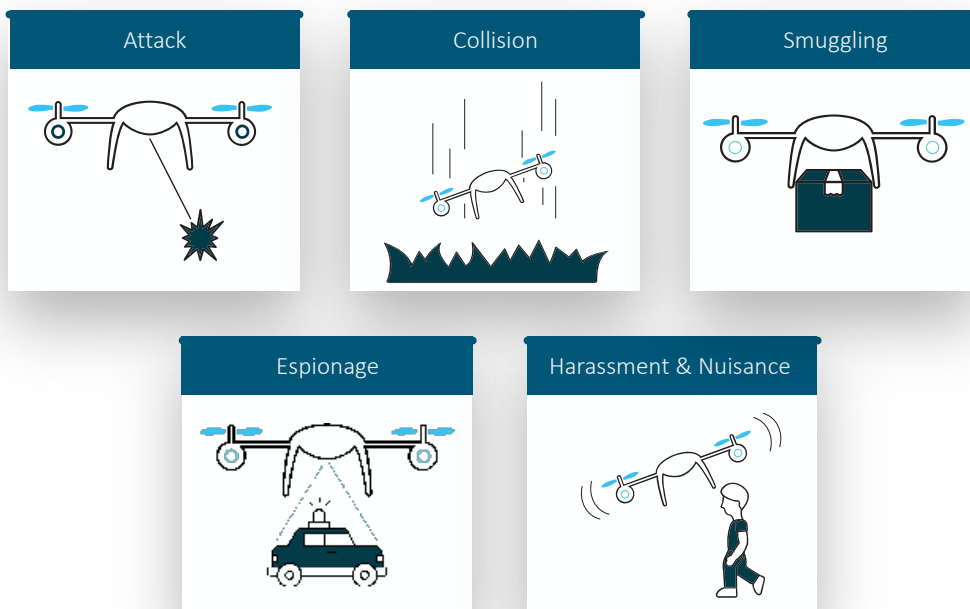 Attack
Collision
Smuggling
Espionage
Harassment & Nuisance